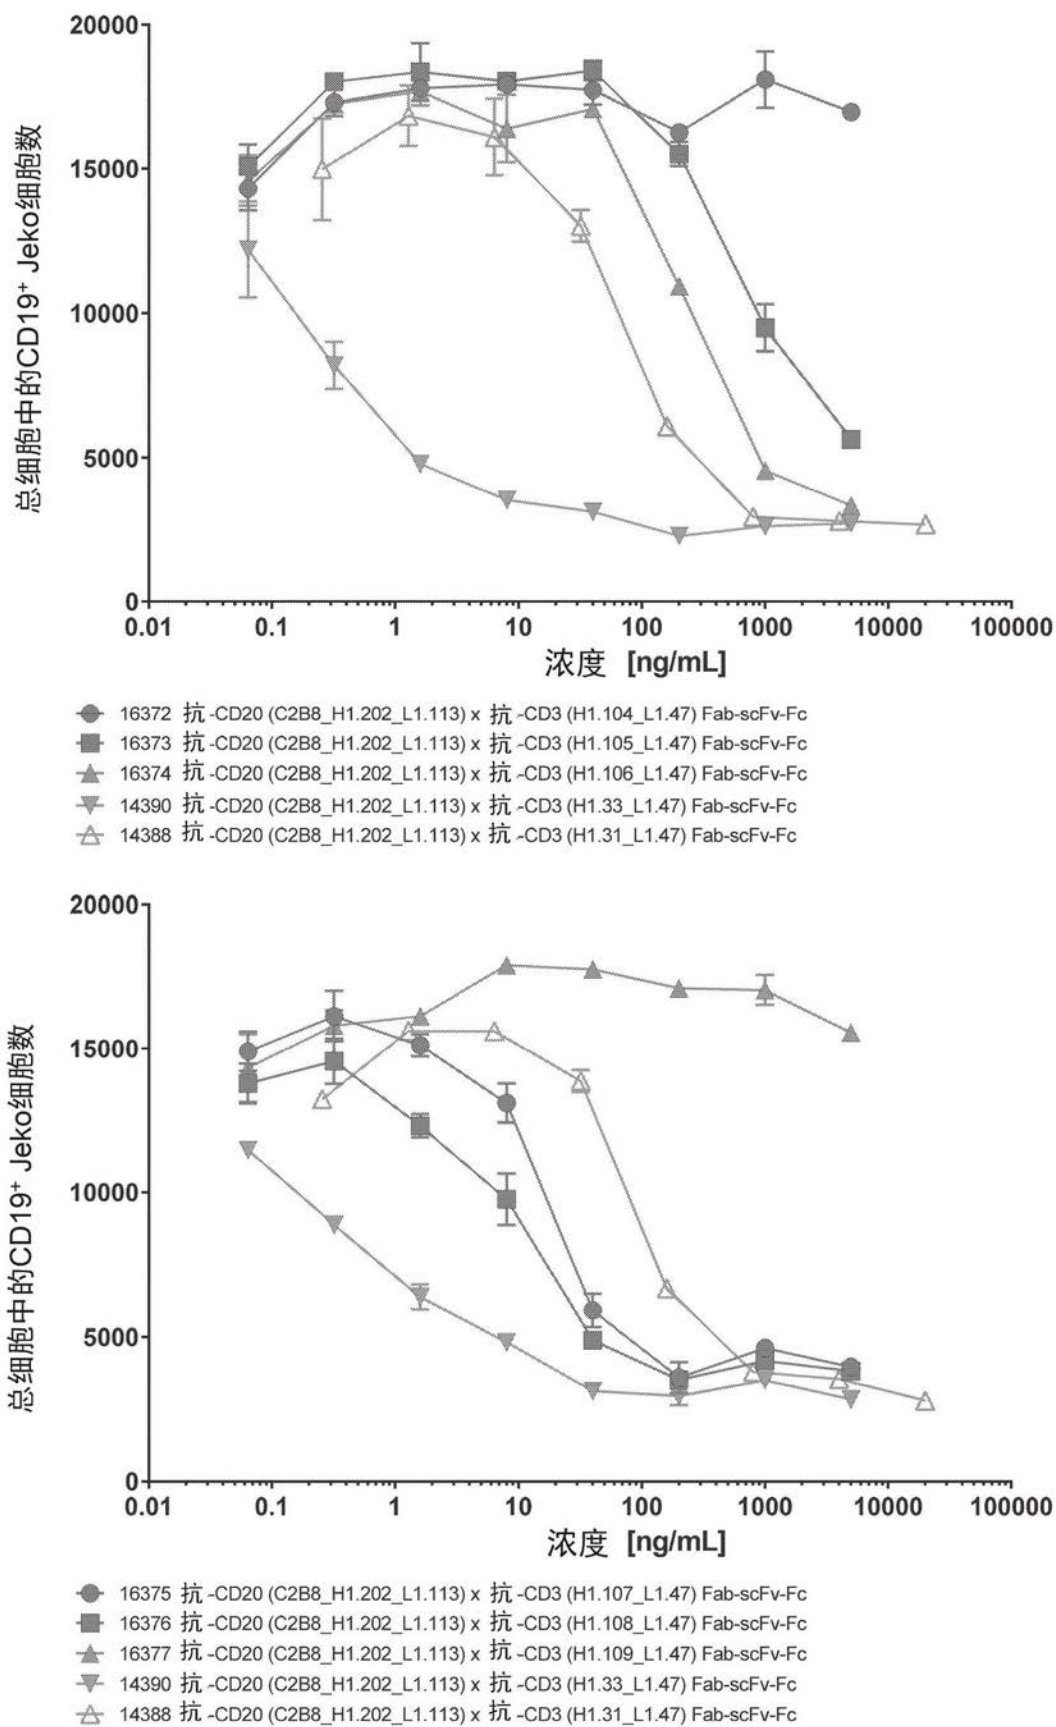 20000
15000
10000
5000
0
总细胞中的CD19⁺ Jeko细胞数
0.01 0.1 1 10 100 1000 10000 100000
浓度 [ng/mL]
16372 抗-CD20 (C2B8_H1.202_L1.113) x 抗-CD3 (H1.104_L1.47) Fab-scFv-Fc
16373 抗-CD20 (C2B8_H1.202_L1.113) x 抗-CD3 (H1.105_L1.47) Fab-scFv-Fc
16374 抗-CD20 (C2B8_H1.202_L1.113) x 抗-CD3 (H1.106_L1.47) Fab-scFv-Fc
14390 抗-CD20 (C2B8_H1.202_L1.113) x 抗-CD3 (H1.33_L1.47) Fab-scFv-Fc
14388 抗-CD20 (C2B8_H1.202_L1.113) x 抗-CD3 (H1.31_L1.47) Fab-scFv-Fc
20000
15000
10000
5000
0
总细胞中的CD19⁺ Jeko细胞数
0.01 0.1 1 10 100 1000 10000 100000
浓度 [ng/mL]
16375 抗-CD20 (C2B8_H1.202_L1.113) x 抗-CD3 (H1.107_L1.47) Fab-scFv-Fc
16376 抗-CD20 (C2B8_H1.202_L1.113) x 抗-CD3 (H1.108_L1.47) Fab-scFv-Fc
16377 抗-CD20 (C2B8_H1.202_L1.113) x 抗-CD3 (H1.109_L1.47) Fab-scFv-Fc
14390 抗-CD20 (C2B8_H1.202_L1.113) x 抗-CD3 (H1.33_L1.47) Fab-scFv-Fc
14388 抗-CD20 (C2B8_H1.202_L1.113) x 抗-CD3 (H1.31_L1.47) Fab-scFv-Fc